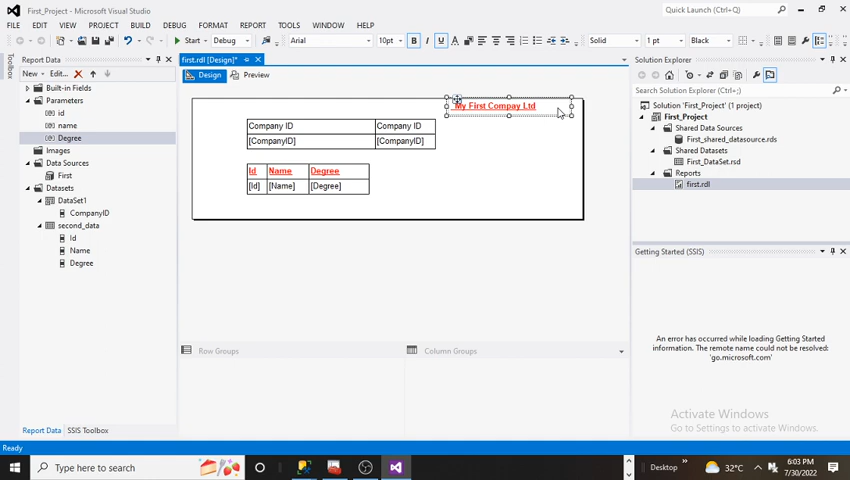 First_Project - Microsoft Visual Studio
Quick Launch (Ctrl+Q)
FILE EDIT VIEW PROJECT BUILD DEBUG FORMAT REPORT TOOLS WINDOW HELP
Start Debug Arial 10pt B I U A Solid 1 pt Black
Toolbox
Report Data
New Edit...
Built-in Fields
Parameters
id
name
Degree
Images
Data Sources
First
Datasets
DataSet1
CompanyID
second_data
Id
Name
Degree
Report Data SSIS Toolbox
first.rdl [Design]*
Design Preview
My First Compay Ltd
Company ID Company ID
[CompanyID] [CompanyID]
Id Name Degree
[Id] [Name] [Degree]
Row Groups Column Groups
Solution Explorer
Search Solution Explorer (Ctrl+;)
Solution 'First_Project' (1 project)
First_Project
Shared Data Sources
First_shared_datasource.rds
Shared Datasets
First_DataSet.rsd
Reports
first.rdl
Getting Started (SSIS)
An error has occurred while loading Getting Started
information. The remote name could not be resolved:
'go.microsoft.com'
Activate Windows
Go to Settings to activate Windows.
Ready
Type here to search
Desktop
32°C
6:03 PM
7/30/2022